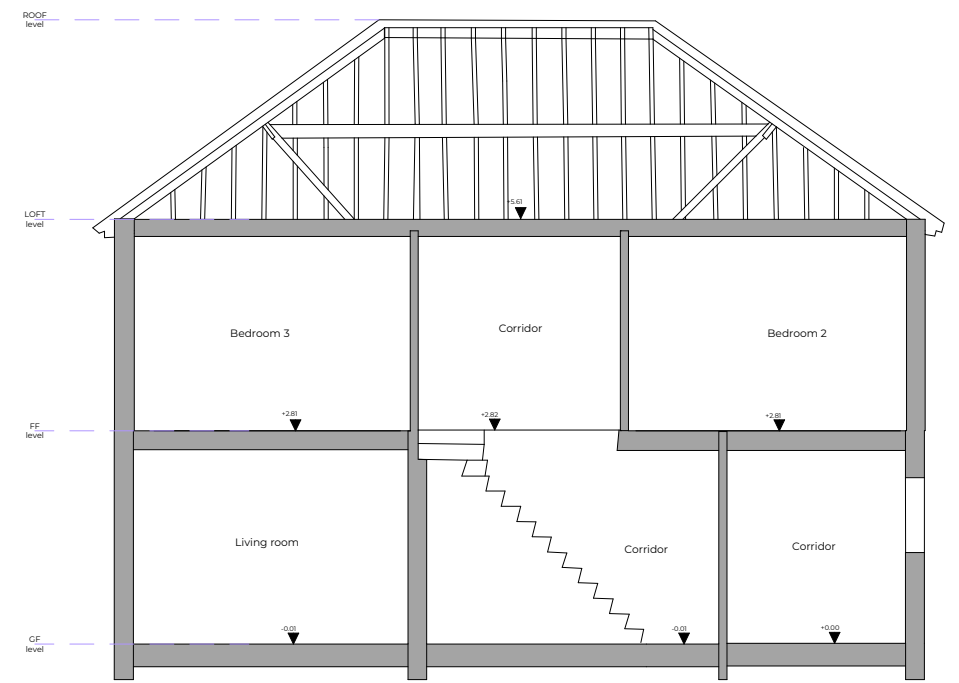 ROOF
level
+5.61
LOFT
level
Bedroom 3
Corridor
Bedroom 2
+2.81
+2.82
+2.81
FF
level
Living room
Corridor
Corridor
-0.01
-0.01
+0.00
GF
level